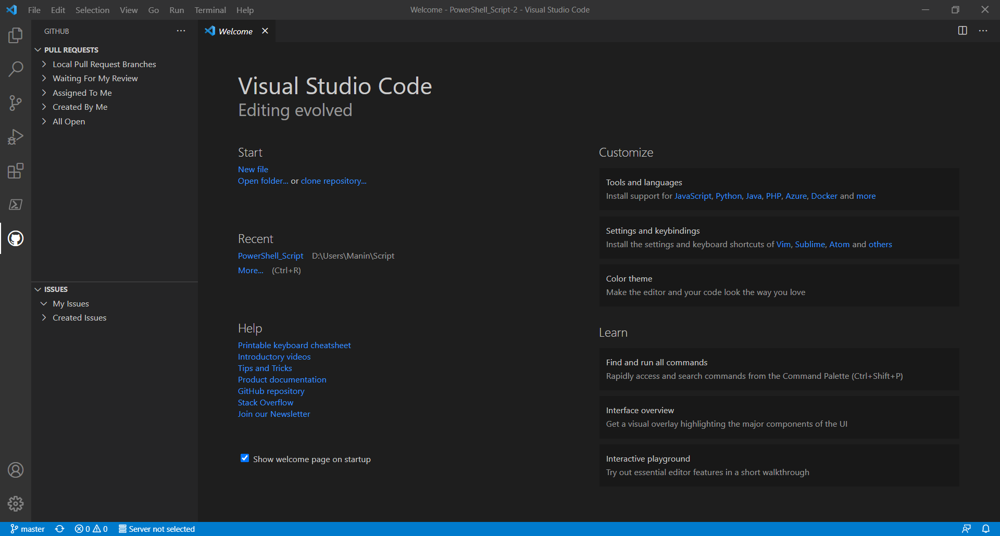 File Edit Selection View Go Run Terminal Help
Welcome - PowerShell_Script-2 - Visual Studio Code
GITHUB
PULL REQUESTS
Local Pull Request Branches
Waiting For My Review
Assigned To Me
Created By Me
All Open
ISSUES
My Issues
Created Issues
Welcome
Visual Studio Code
Editing evolved
Start
New file
Open folder... or clone repository...
Recent
PowerShell_Script D:\Users\Manin\Script
More... (Ctrl+R)
Help
Printable keyboard cheatsheet
Introductory videos
Tips and Tricks
Product documentation
GitHub repository
Stack Overflow
Join our Newsletter
Show welcome page on startup
Customize
Tools and languages
Install support for JavaScript, Python, Java, PHP, Azure, Docker and more
Settings and keybindings
Install the settings and keyboard shortcuts of Vim, Sublime, Atom and others
Color theme
Make the editor and your code look the way you love
Learn
Find and run all commands
Rapidly access and search commands from the Command Palette (Ctrl+Shift+P)
Interface overview
Get a visual overlay highlighting the major components of the UI
Interactive playground
Try out essential editor features in a short walkthrough
master 0 0 Server not selected